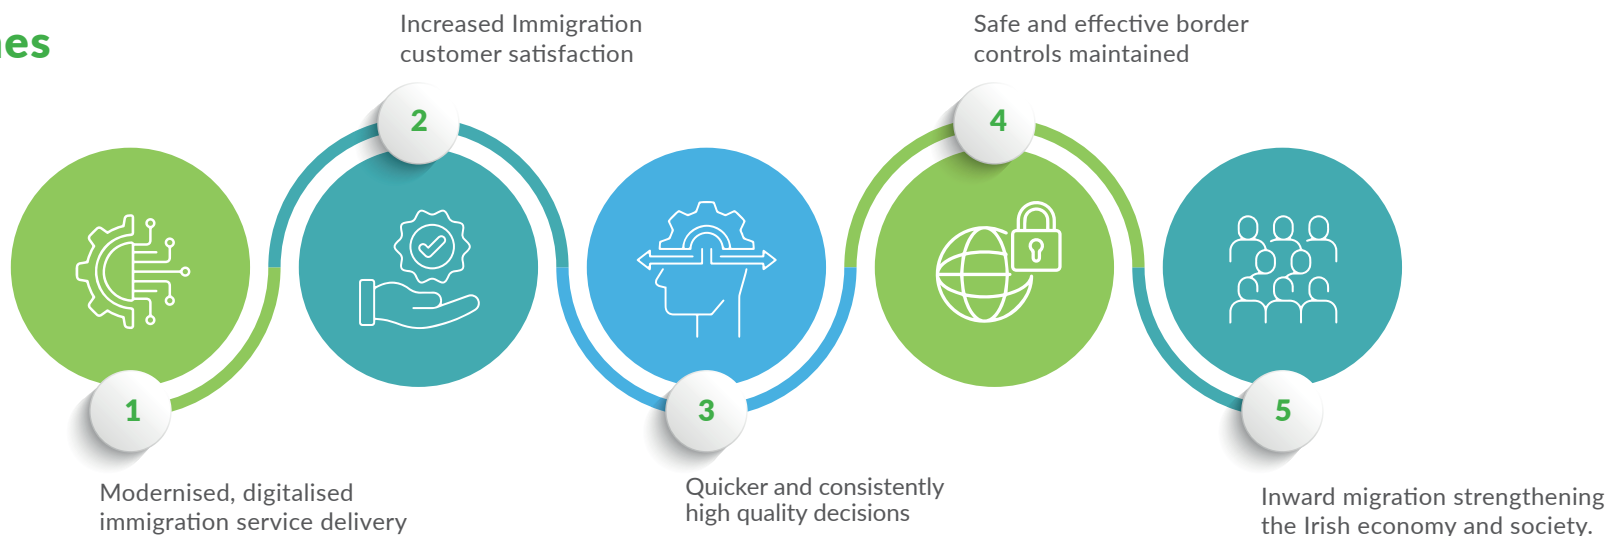 2
Increased Immigration
customer satisfaction
4
Safe and effective border
controls maintained
1
Modernised, digitalised
immigration service delivery
3
Quicker and consistently
high quality decisions
5
Inward migration strengthening
the Irish economy and society.